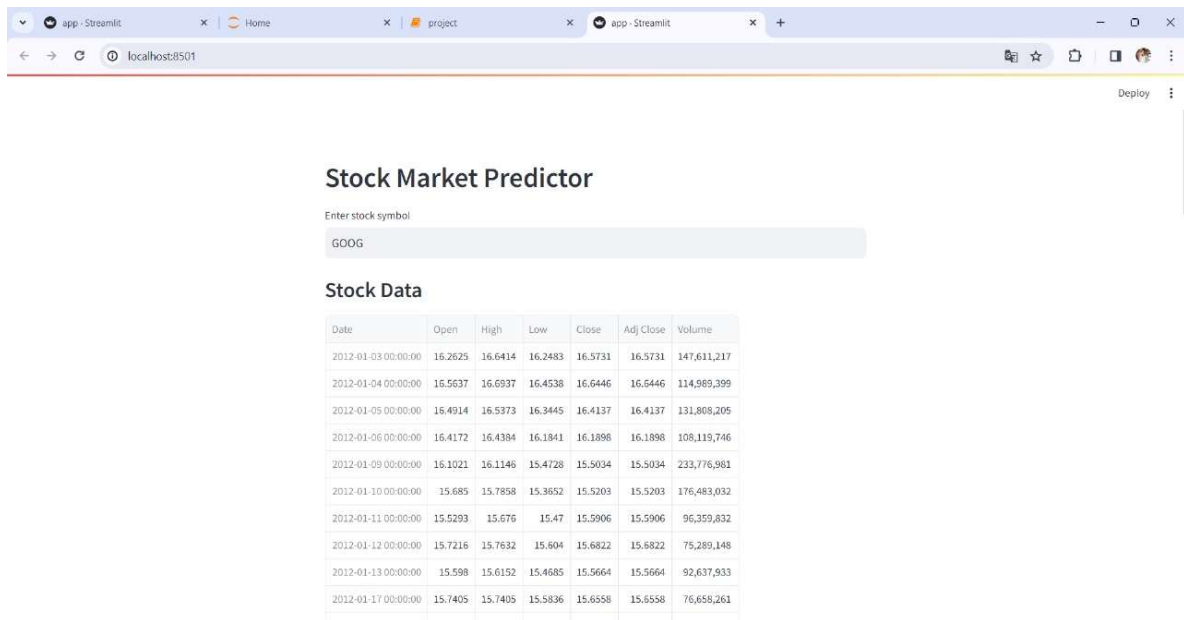 app · Streamlit
Home
project
app · Streamlit
localhost:8501
Deploy
Stock Market Predictor
Enter stock symbol
GOOG
Stock Data
Date Open High Low Close Adj Close Volume
2012-01-03 00:00:00 16.2625 16.6414 16.2483 16.5731 16.5731 147,611,217
2012-01-04 00:00:00 16.5637 16.6937 16.4538 16.6446 16.6446 114,989,399
2012-01-05 00:00:00 16.4914 16.5373 16.3445 16.4137 16.4137 131,808,205
2012-01-06 00:00:00 16.4172 16.4384 16.1841 16.1898 16.1898 108,119,746
2012-01-09 00:00:00 16.1021 16.1146 15.4728 15.5034 15.5034 233,776,981
2012-01-10 00:00:00 15.685 15.7858 15.3652 15.5203 15.5203 176,483,032
2012-01-11 00:00:00 15.5293 15.676 15.47 15.5906 15.5906 96,359,832
2012-01-12 00:00:00 15.7216 15.7632 15.604 15.6822 15.6822 75,289,148
2012-01-13 00:00:00 15.598 15.6152 15.4685 15.5664 15.5664 92,637,933
2012-01-17 00:00:00 15.7405 15.7405 15.5836 15.6558 15.6558 76,658,261